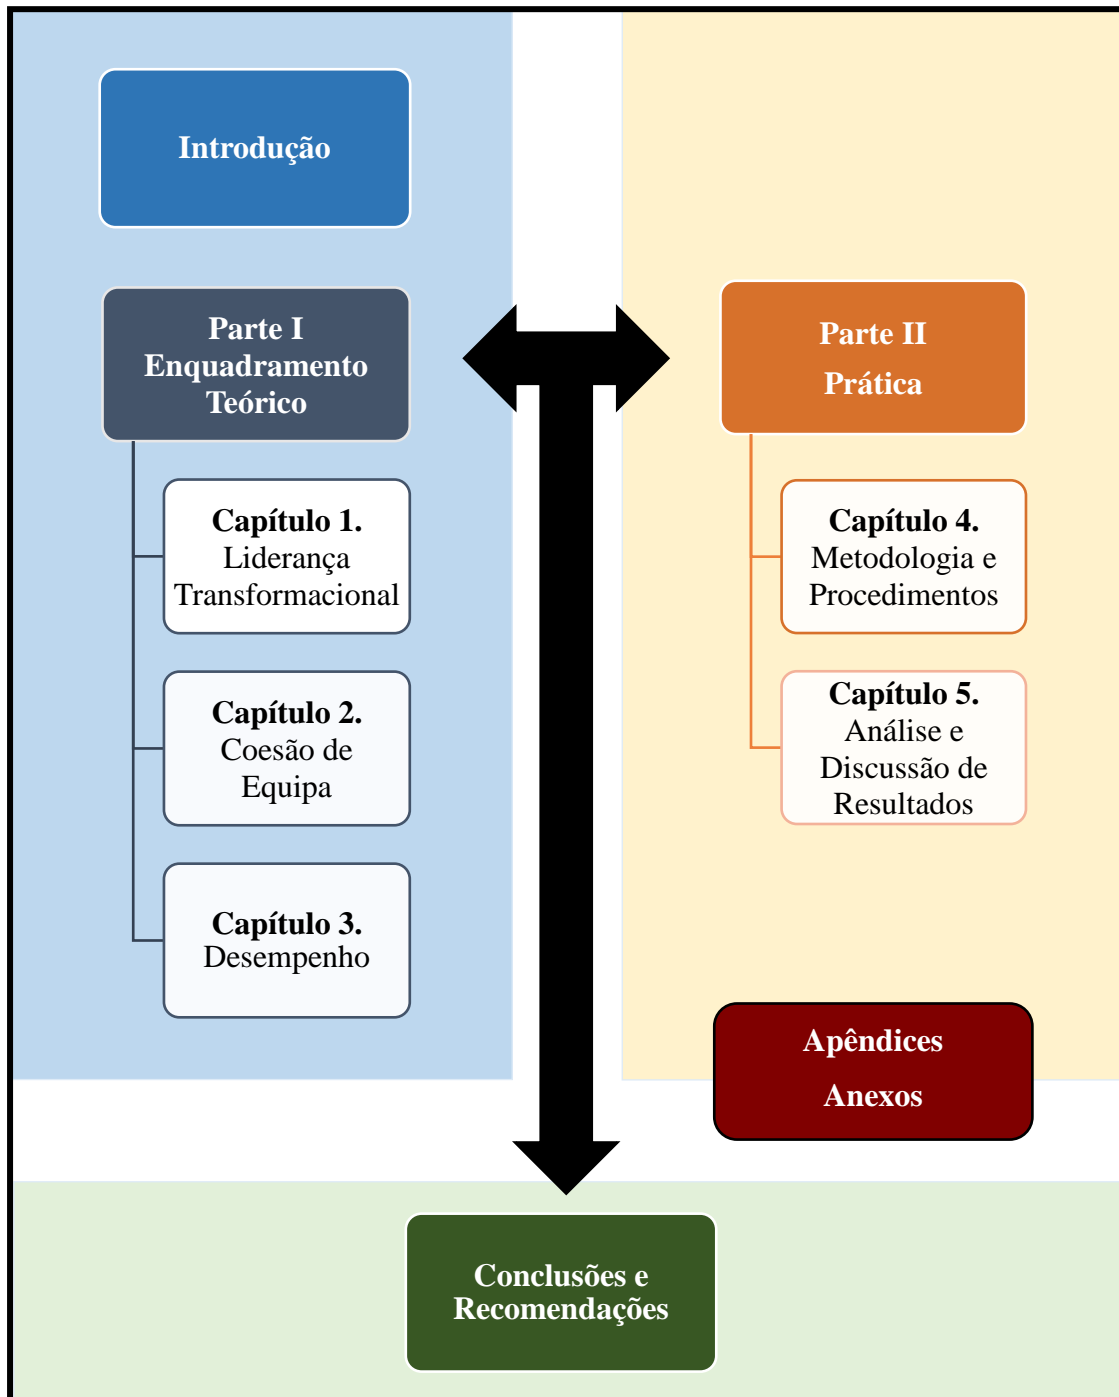 Introdução
Parte I
Enquadramento
Teórico
Capítulo 1.
Liderança
Transformacional
Capítulo 2.
Coesão de
Equipa
Capítulo 3.
Desempenho
Parte II
Prática
Capítulo 4.
Metodologia e
Procedimentos
Capítulo 5.
Análise e
Discussão de
Resultados
Apêndices
Anexos
Conclusões e
Recomendações